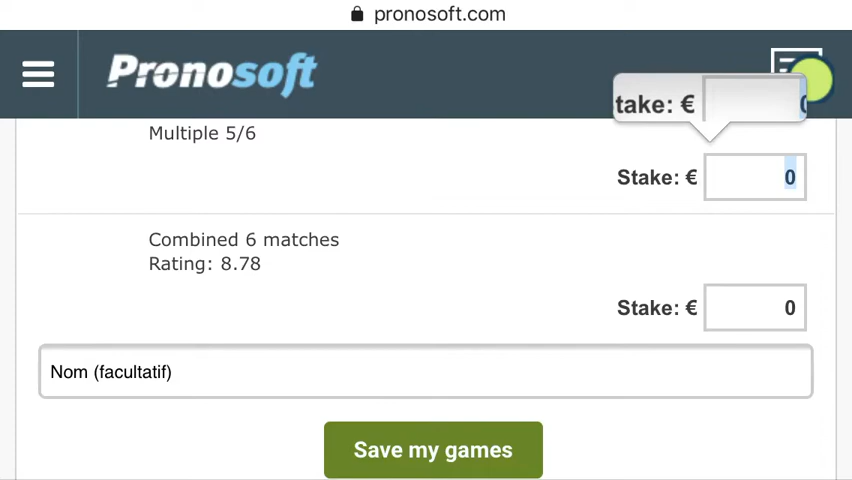 pronosoft.com
Pronosoft
take: €
Multiple 5/6
Stake: € 0
Combined 6 matches
Rating: 8.78
Stake: € 0
Nom (facultatif)
Save my games